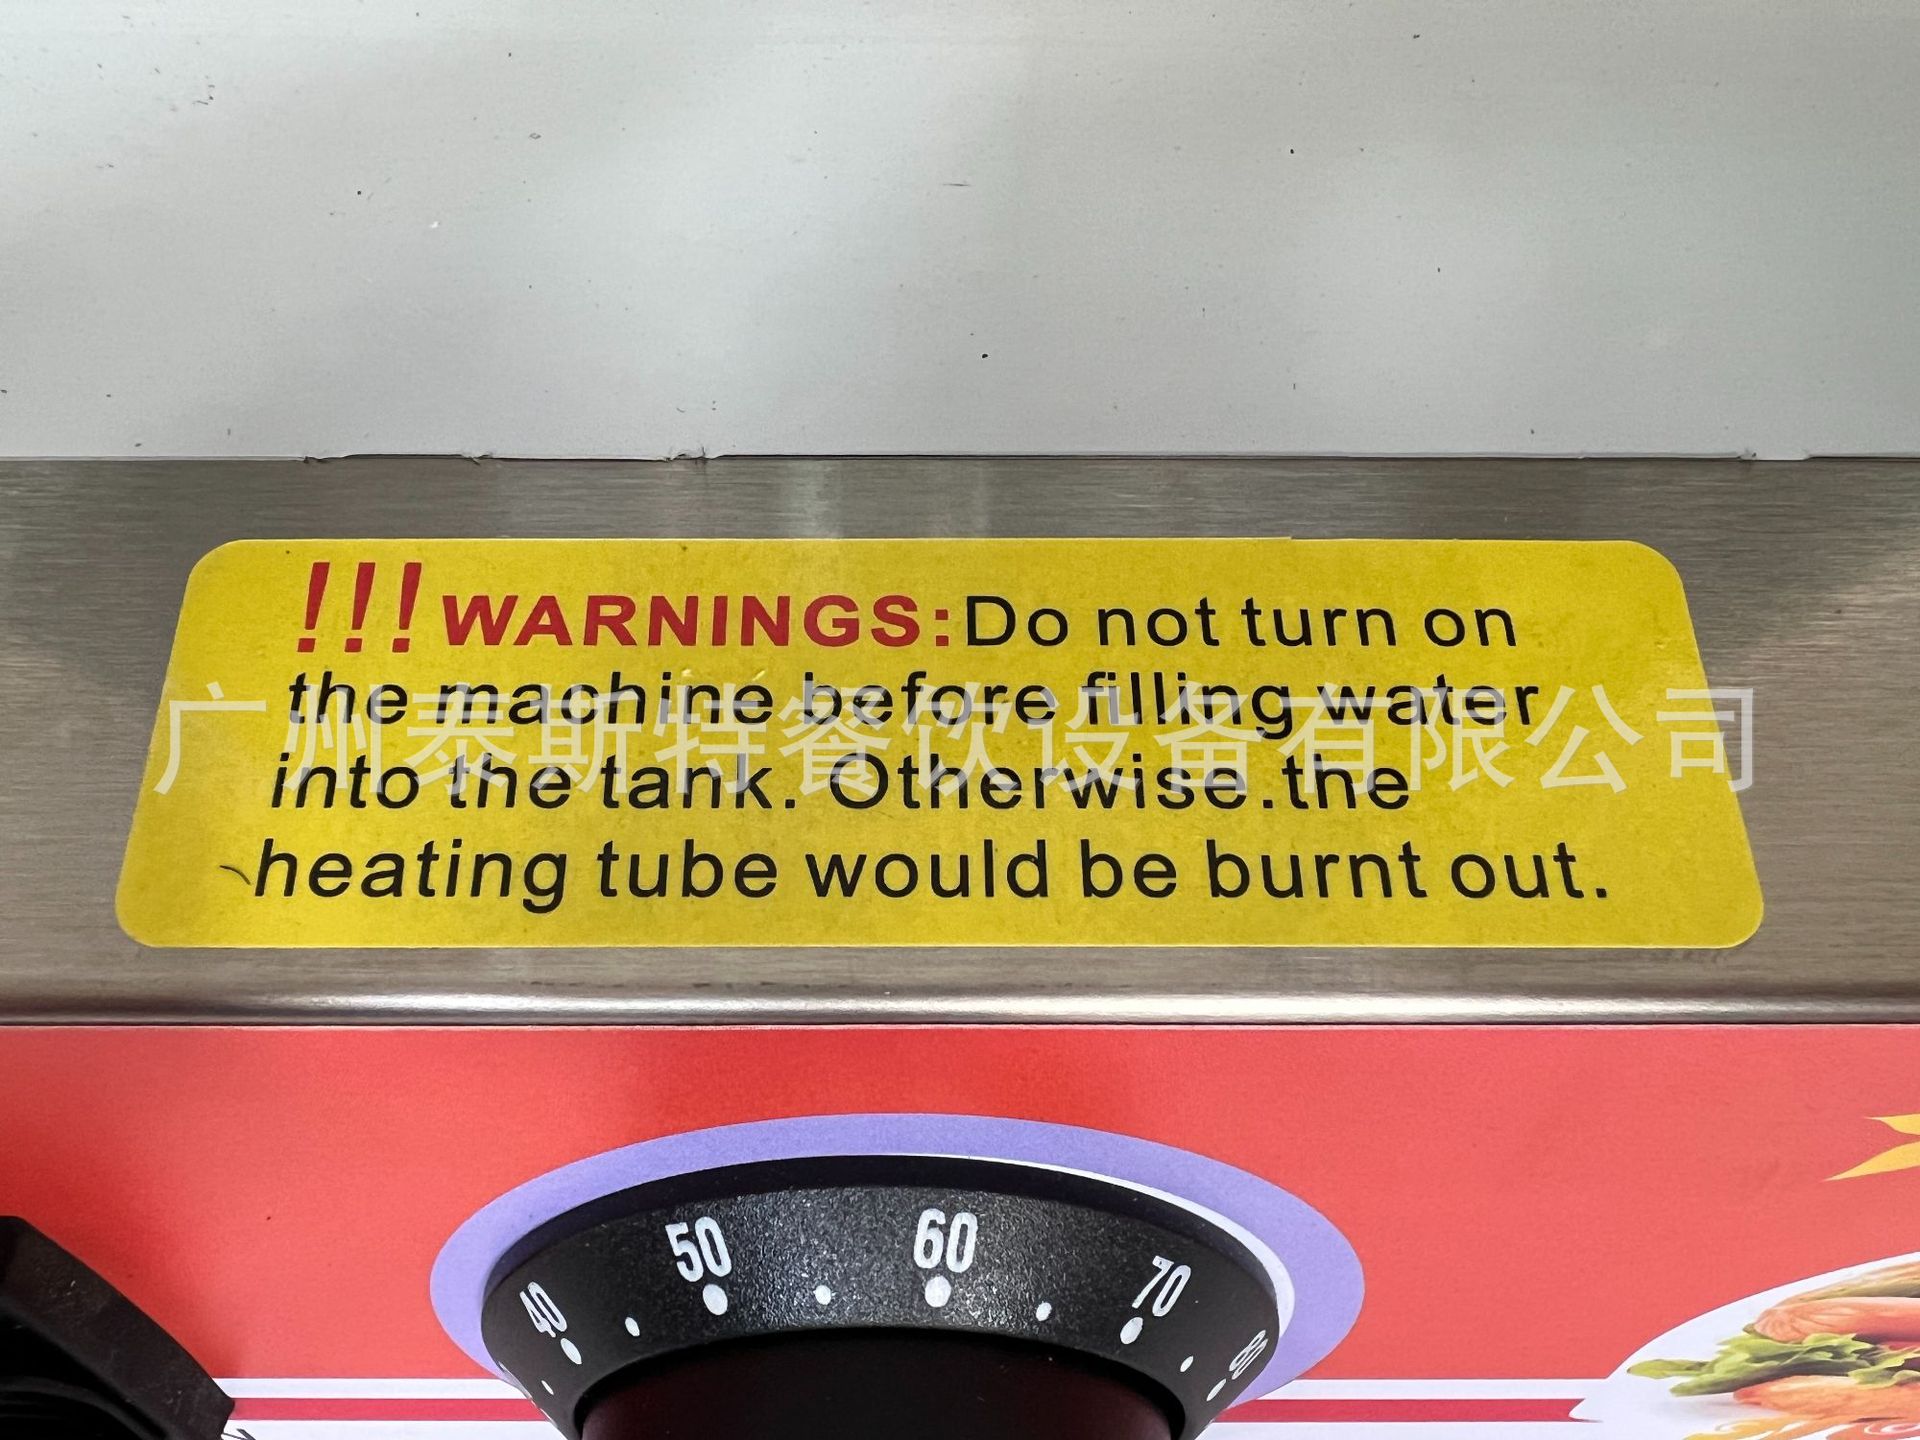 !!! WARNINGS:Do not turn on
the machine before filling water
广州泰斯特餐饮设备有限公司
into the tank. Otherwise.the
heating tube would be burnt out.
40 50 60 70 80